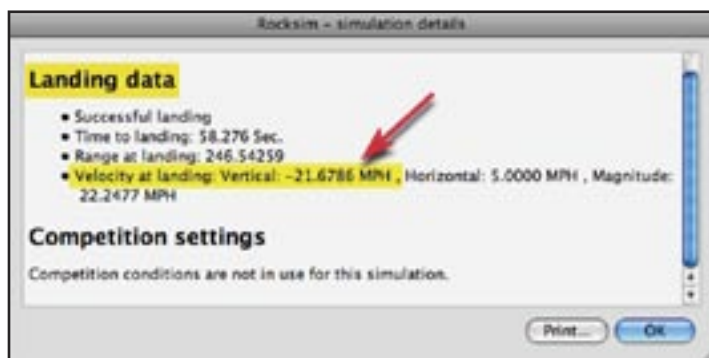 Rocksim - simulation details
Landing data
• Successful landing
• Time to landing: 58.276 Sec.
• Range at landing: 246.54259
• Velocity at landing: Vertical: -21.6786 MPH , Horizontal: 5.0000 MPH , Magnitude:
22.2477 MPH
Competition settings
Competition conditions are not in use for this simulation.
Print... OK